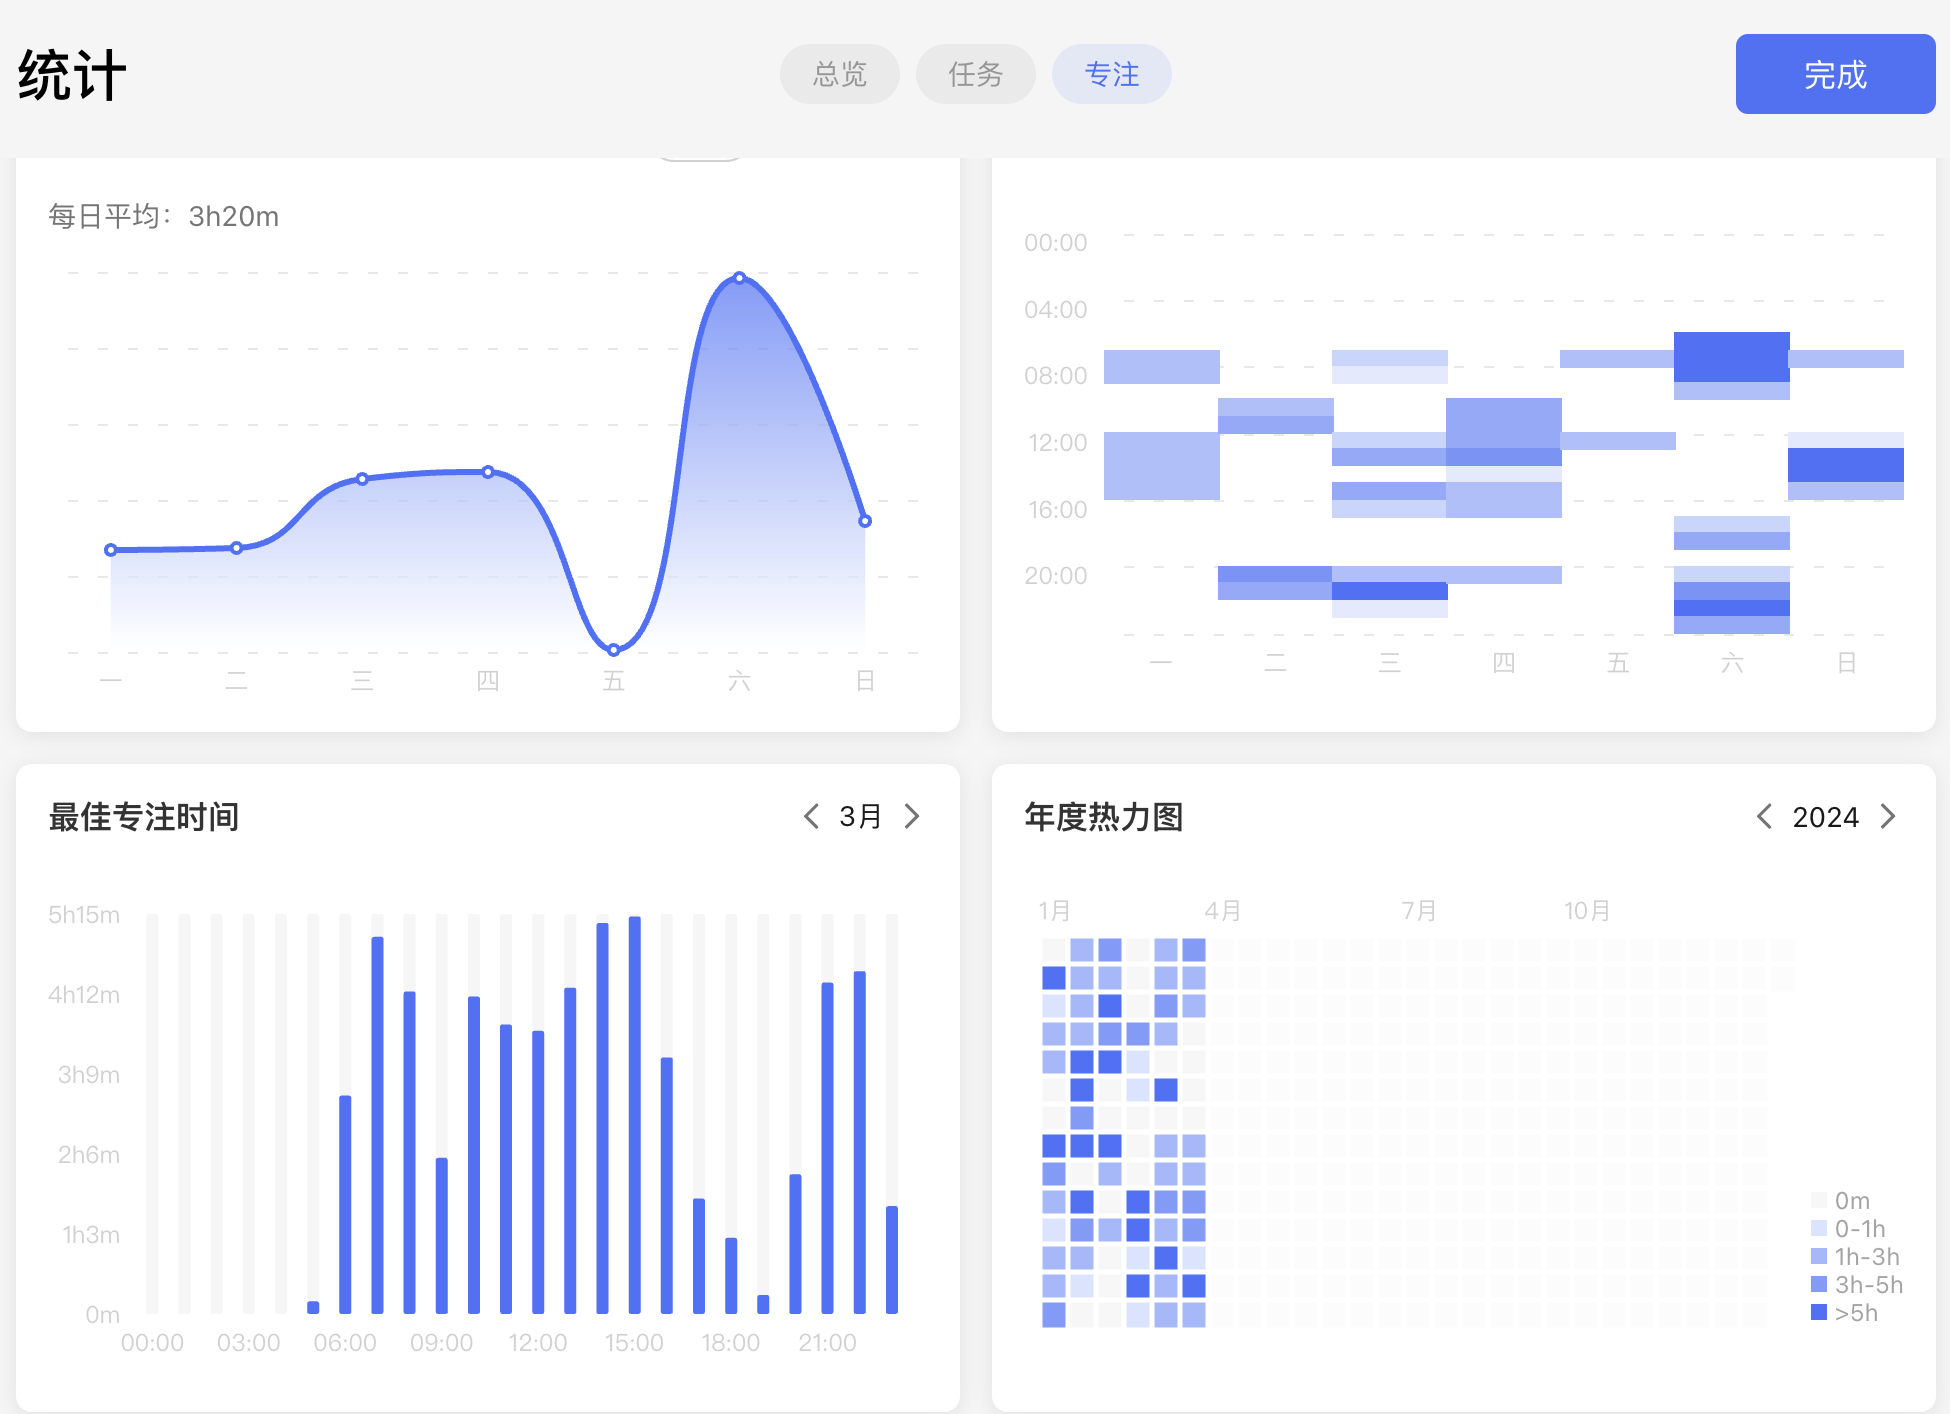 统计
总览
任务
专注
完成
每日平均：3h20m
一 二 三 四 五 六 日
00:00
04:00
08:00
12:00
16:00
20:00
一 二 三 四 五 六 日
最佳专注时间
3月
5h15m
4h12m
3h9m
2h6m
1h3m
0m
00:00 03:00 06:00 09:00 12:00 15:00 18:00 21:00
年度热力图
2024
1月 4月 7月 10月
0m
0-1h
1h-3h
3h-5h
>5h